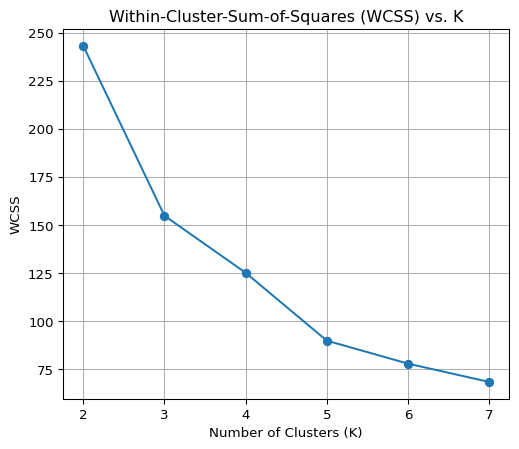 Within-Cluster-Sum-of-Squares (WCSS) vs. K
250
225
200
175
150
125
100
75
WCSS
2 3 4 5 6 7
Number of Clusters (K)